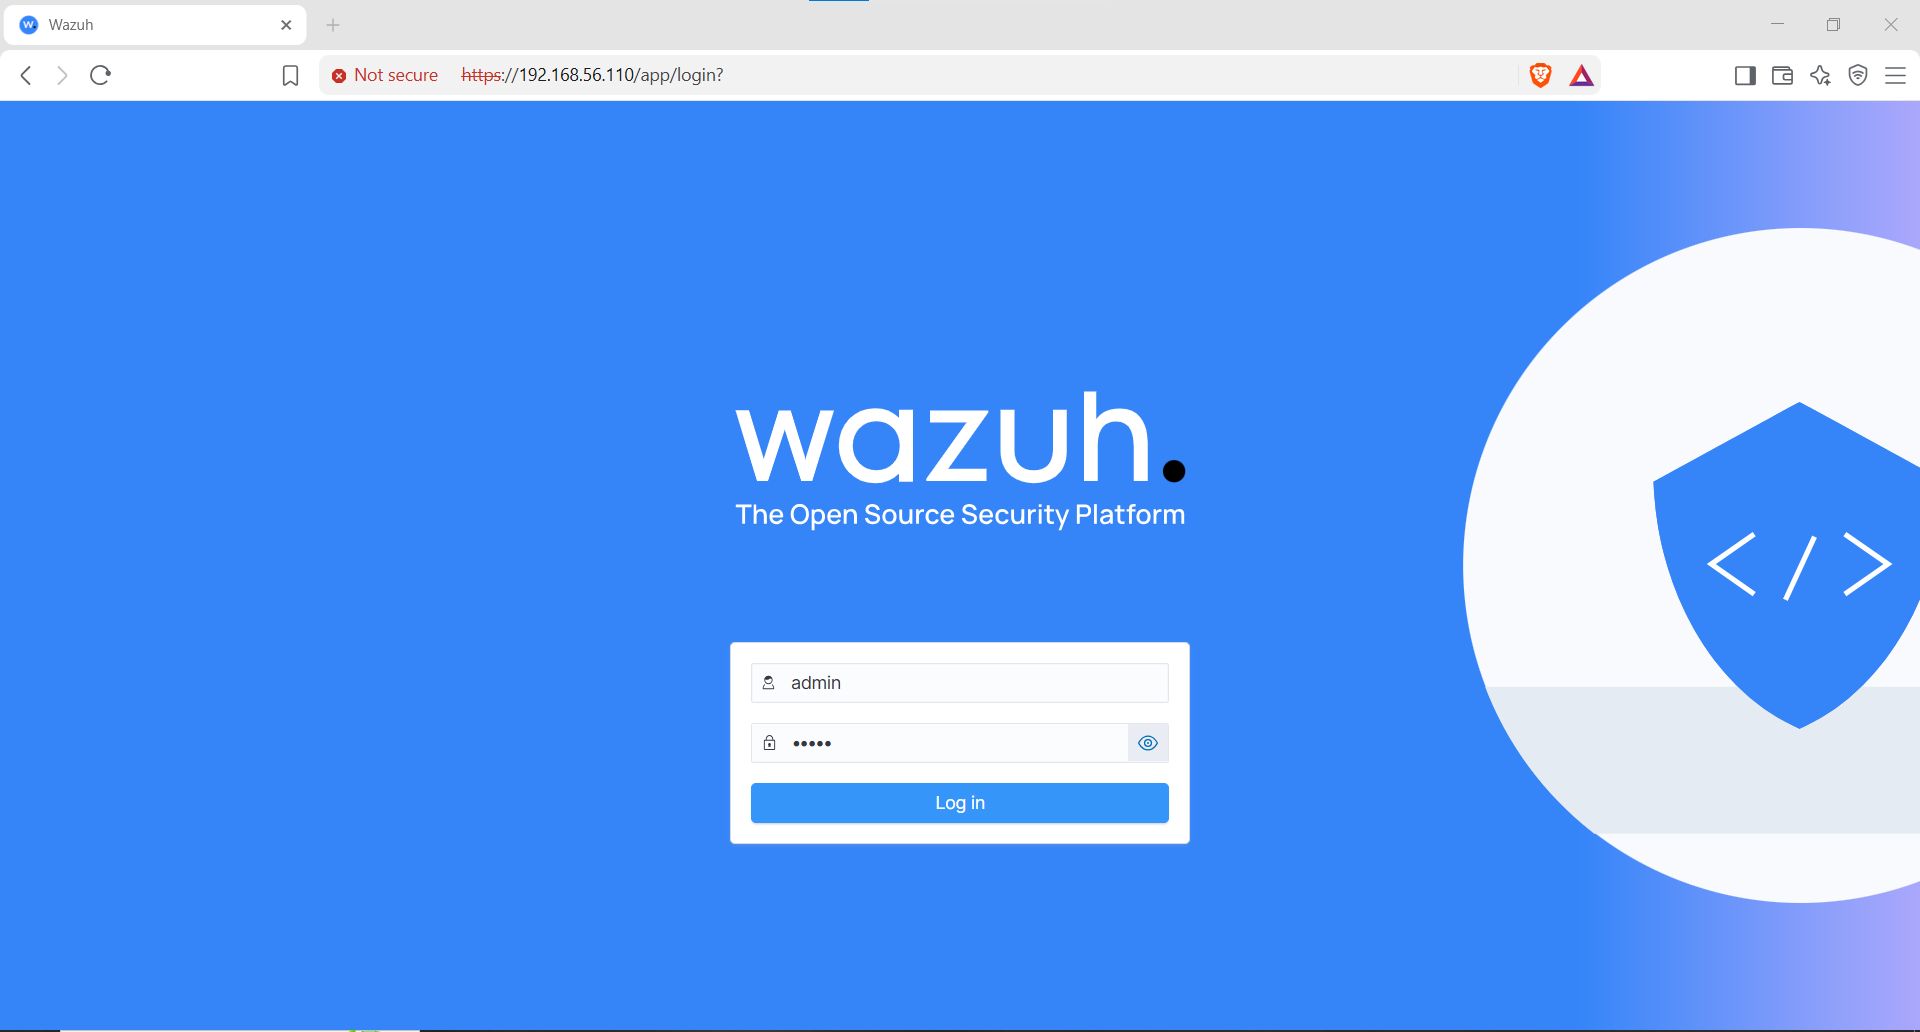 Wazuh
Not secure https://192.168.56.110/app/login?
wazuh.
The Open Source Security Platform
</>
admin
•••••
Log in